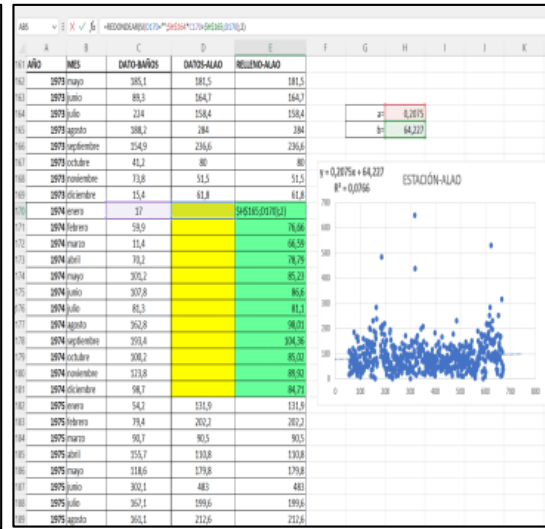 ABS =REDONDEAR(SI(D170="";$H$164*C170+$H$165;D170);2)
A B C D E F G H I J K
161 AÑO MES DATO-BAÑOS DATOS-ALAO RELLENO-ALAO
162 1973 mayo 185,1 181,5 181,5
163 1973 junio 89,3 164,7 164,7
164 1973 julio 224 158,4 158,4 a= 0,2075
165 1973 agosto 188,2 284 284 b= 64,227
166 1973 septiembre 154,9 236,6 236,6
167 1973 octubre 41,2 80 80
168 1973 noviembre 73,8 51,5 51,5
169 1973 diciembre 15,4 61,8 61,8
170 1974 enero 17 $H$165;D170);2)
171 1974 febrero 59,9 76,66
172 1974 marzo 11,4 66,59
173 1974 abril 70,2 78,79
174 1974 mayo 101,2 85,23
175 1974 junio 107,8 86,6
176 1974 julio 81,3 81,1
177 1974 agosto 162,8 98,01
178 1974 septiembre 193,4 104,36
179 1974 octubre 100,2 85,02
180 1974 noviembre 123,8 89,92
181 1974 diciembre 98,7 84,71
182 1975 enero 54,2 131,9 131,9
183 1975 febrero 79,4 202,2 202,2
184 1975 marzo 90,7 90,5 90,5
185 1975 abril 155,7 110,8 110,8
186 1975 mayo 118,6 179,8 179,8
187 1975 junio 302,1 483 483
188 1975 julio 167,1 199,6 199,6
189 1975 agosto 161,1 212,6 212,6
y = 0,2075x + 64,227
R² = 0,0766
ESTACIÓN-ALAO
700
600
500
400
300
200
100
0
0 100 200 300 400 500 600 700 800